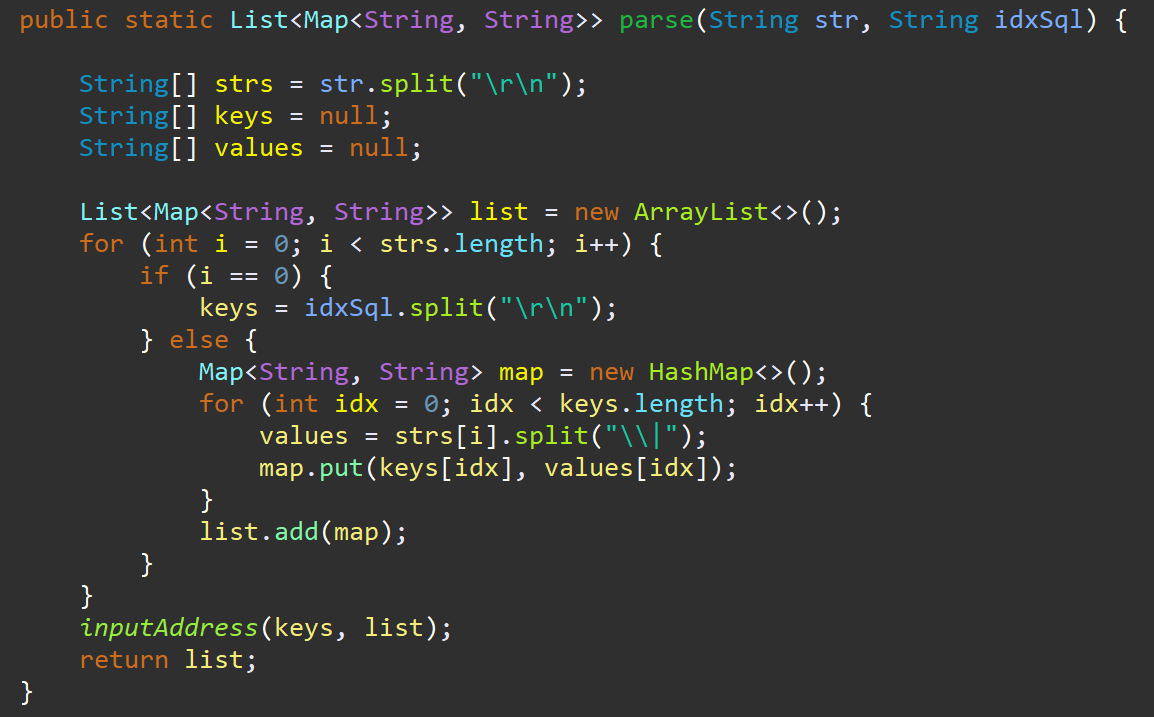 public static List<Map<String, String>> parse(String str, String idxSql) {
String[] strs = str.split("\r\n");
String[] keys = null;
String[] values = null;
List<Map<String, String>> list = new ArrayList<>();
for (int i = 0; i < strs.length; i++) {
if (i == 0) {
keys = idxSql.split("\r\n");
} else {
Map<String, String> map = new HashMap<>();
for (int idx = 0; idx < keys.length; idx++) {
values = strs[i].split("\\|");
map.put(keys[idx], values[idx]);
}
list.add(map);
}
}
inputAddress(keys, list);
return list;
}